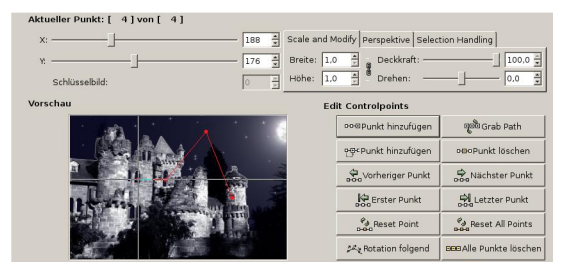 Aktueller Punkt: [ 4 ] von [ 4 ]
X: 188
Y: 176
Schlüsselbild: 0
Scale and Modify Perspektive Selection Handling
Breite: 1,0 Deckkraft: 100,0
Höhe: 1,0 Drehen: 0,0
Vorschau
Edit Controlpoints
Punkt hinzufügen Grab Path
Punkt hinzufügen Punkt löschen
Vorheriger Punkt Nächster Punkt
Erster Punkt Letzter Punkt
Reset Point Reset All Points
Rotation folgend Alle Punkte löschen